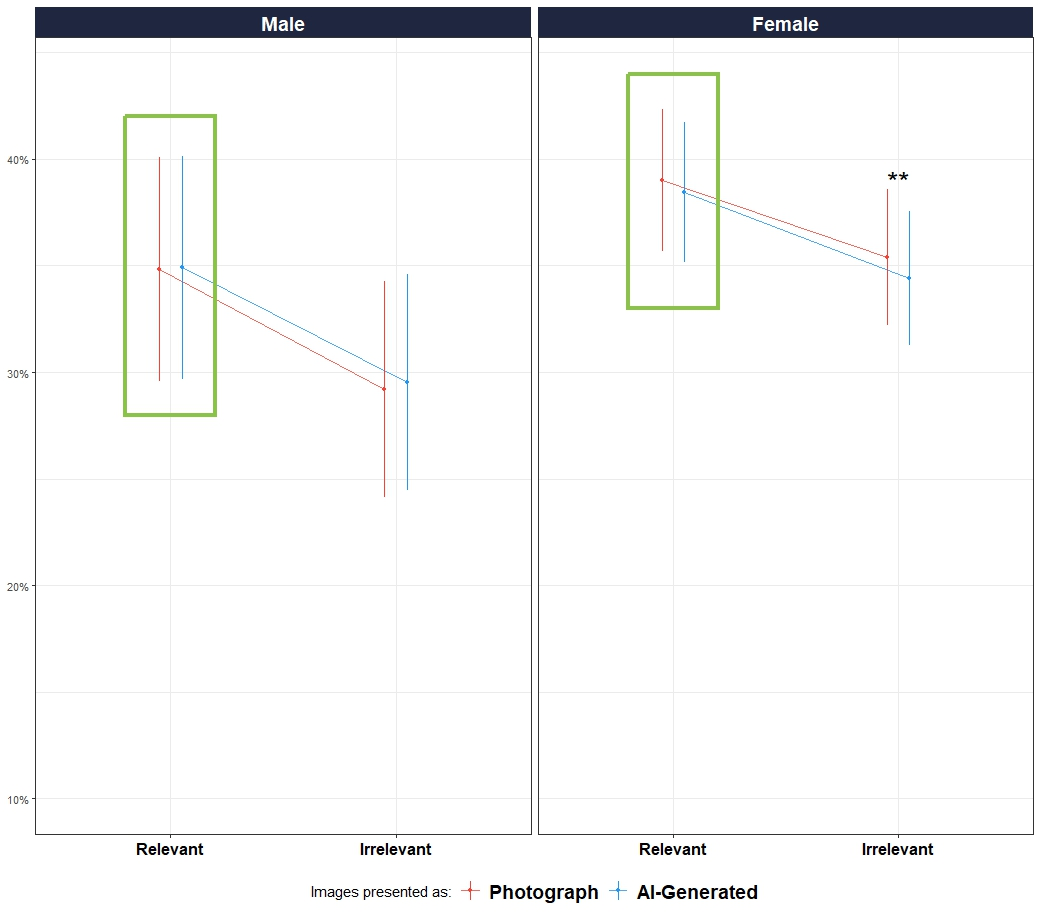 Male Female
40%
**
30%
20%
10%
Relevant Irrelevant Relevant Irrelevant
Images presented as: Photograph AI-Generated